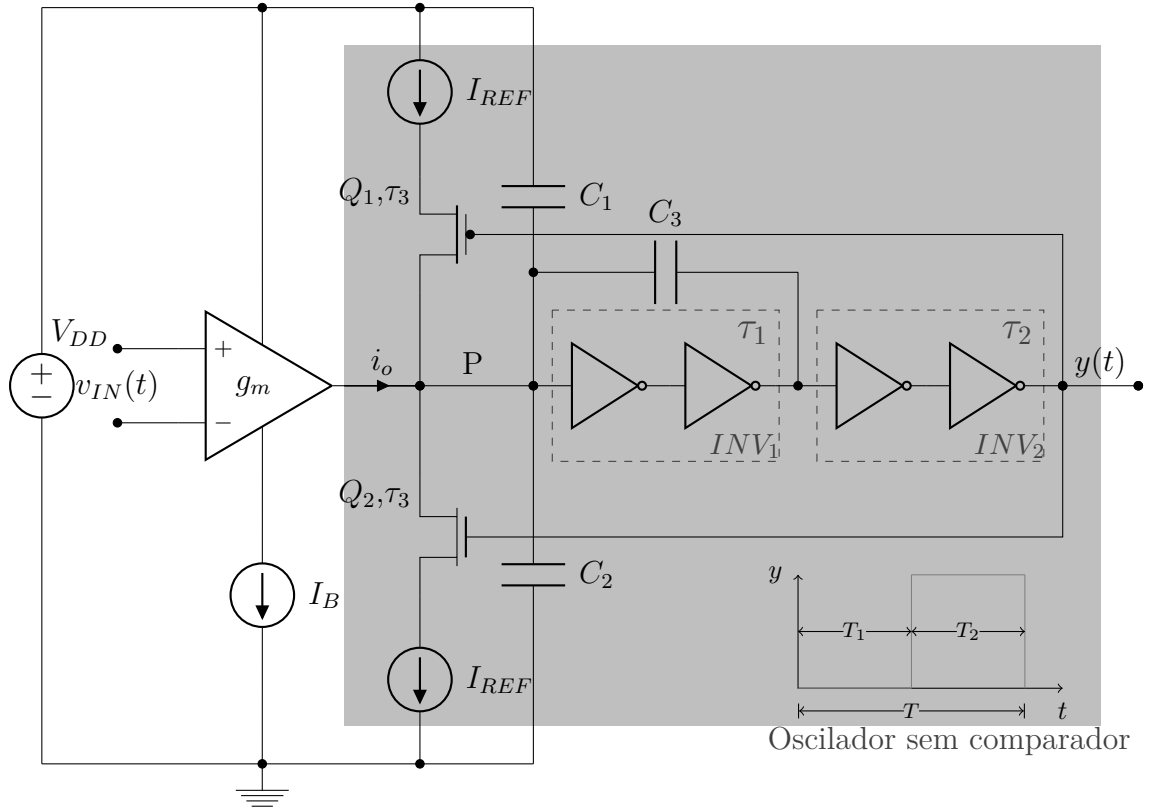 I_REF
Q_1,τ_3
C_1
C_3
V_DD
+
−
v_IN(t)
+
−
g_m
i_o
P
τ_1
INV_1
τ_2
INV_2
y(t)
Q_2,τ_3
C_2
I_B
I_REF
y
T_1
T_2
T
t
Oscilador sem comparador